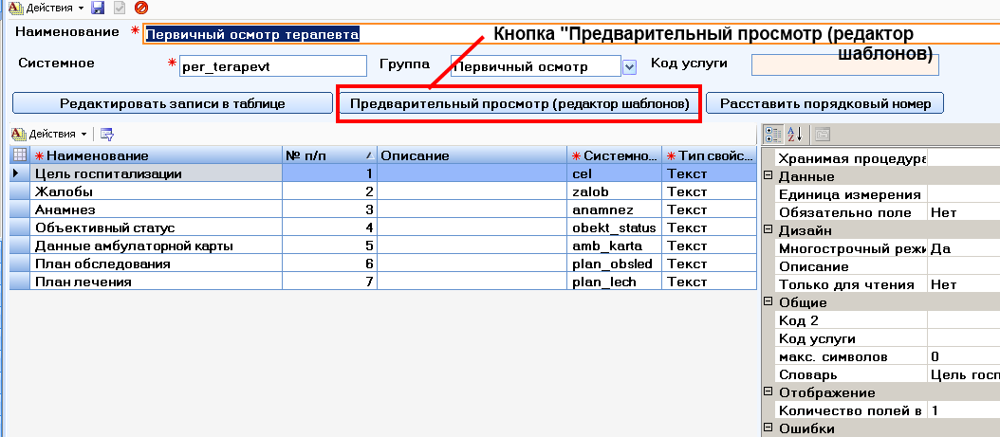 Действия
Наименование * Первичный осмотр терапевта
Кнопка "Предварительный просмотр (редактор
шаблонов)
Системное * per_terapevt Группа Первичный осмотр Код услуги
Редактировать записи в таблице Предварительный просмотр (редактор шаблонов) Расставить порядковый номер
Действия
* Наименование № п/п Описание * Системно... * Тип свойс...
Цель госпитализации 1 cel Текст
Жалобы 2 zalob Текст
Анамнез 3 anamnez Текст
Объективный статус 4 obekt_status Текст
Данные амбулаторной карты 5 amb_karta Текст
План обследования 6 plan_obsled Текст
План лечения 7 plan_lech Текст
Хранимая процедура
Данные
Единица измерения
Обязательно поле Нет
Дизайн
Многострочный режи Да
Описание
Только для чтения Нет
Общие
Код 2
Код услуги
макс. символов 0
Словарь Цель госп
Отображение
Количество полей в 1
Ошибки